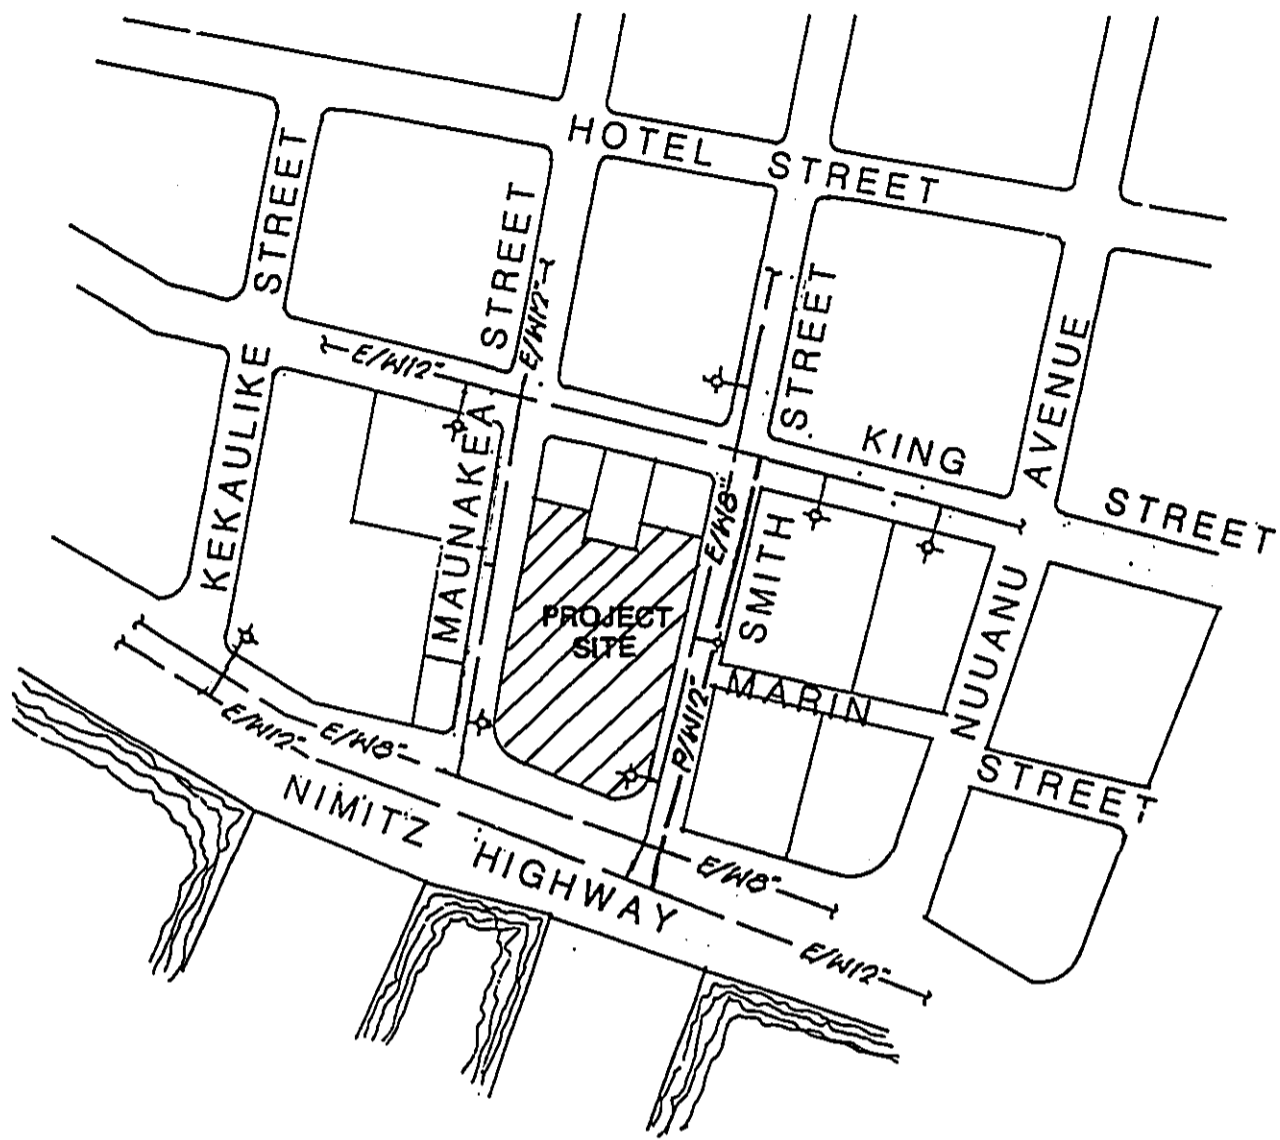 HOTEL STREET
STREET
STREET
E/W12"
STREET
AVENUE
E/W12"
KING STREET
KEKAULIKE
MAUNAKEA
E/W8"
SMITH
PROJECT
SITE
NUUANU
MARIN STREET
P/W12"
E/W12"
E/W8"
NIMITZ HIGHWAY
E/W8"
E/W12"